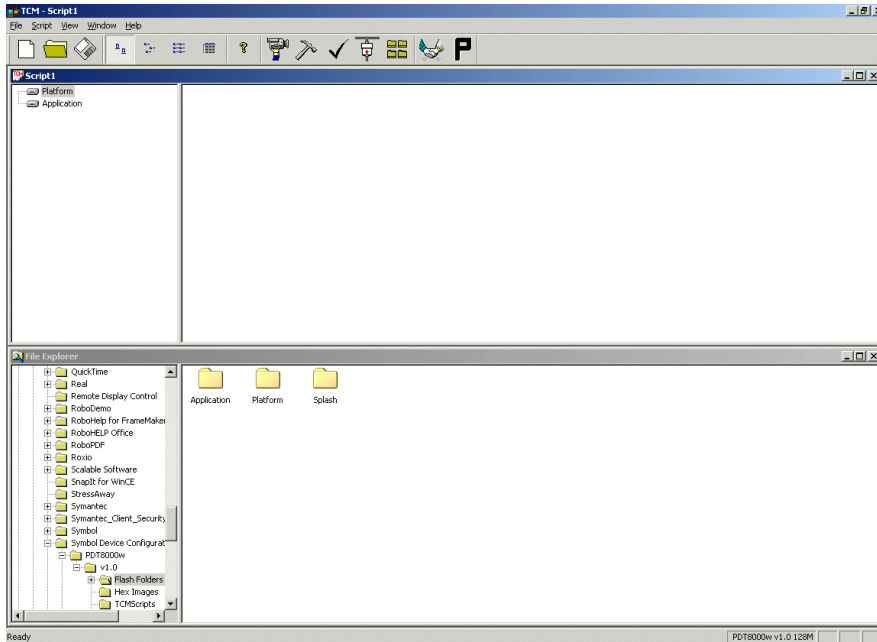 TCM - Script1
File Script View Window Help
Script1
Platform
Application
File Explorer
QuickTime
Real
Remote Display Control
RoboDemo
RoboHelp for FrameMaker
RoboHELP Office
RoboPDF
Roxio
Scalable Software
SnapIt for WinCE
StressAway
Symantec
Symantec_Client_Security
Symbol
Symbol Device Configurat
PDT8000w
v1.0
Flash Folders
Hex Images
TCMScripts
Application Platform Splash
Ready PDT8000w v1.0 128M